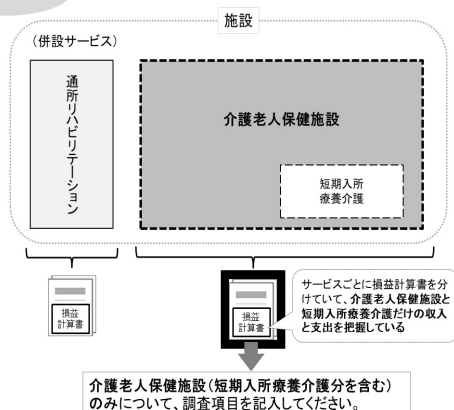 施設
（併設サービス）
通所リハビリテーション
介護老人保健施設
短期入所
療養介護
損益
計算書
損益
計算書
サービスごとに損益計算書を分
けていて、介護老人保健施設と
短期入所療養介護だけの収入
と支出を把握している
介護老人保健施設（短期入所療養介護分を含む）
のみについて、調査項目を記入してください。